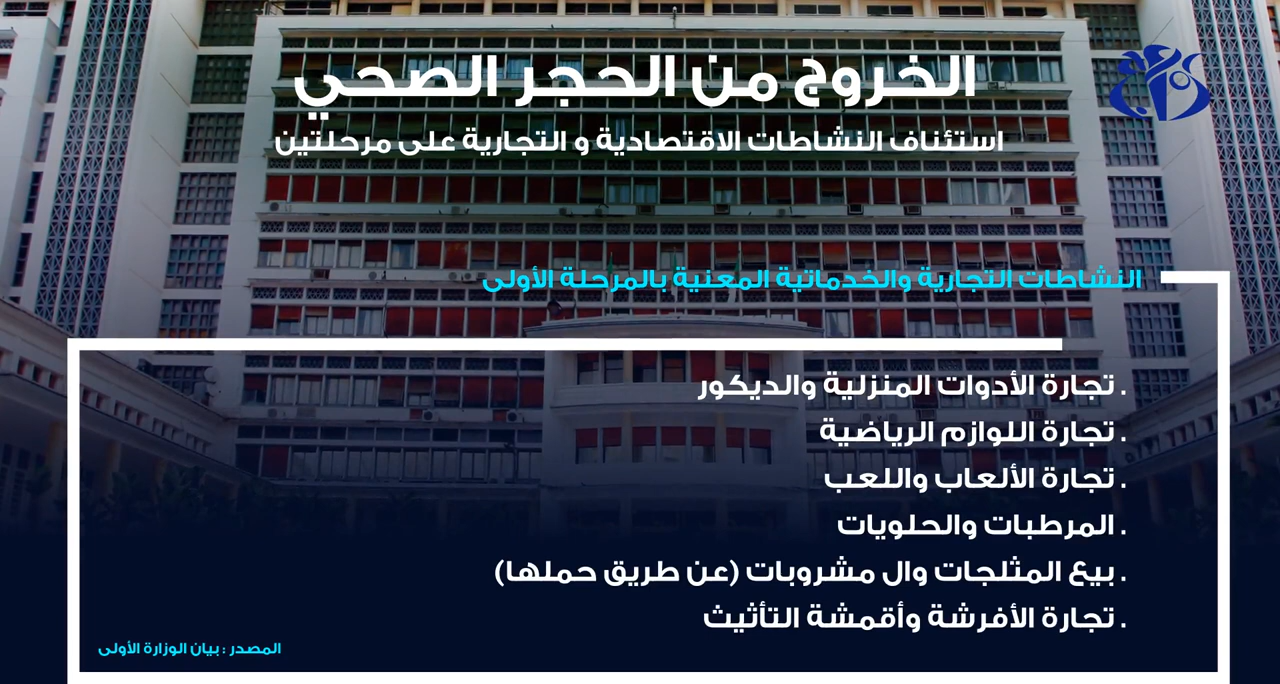 الخروج من الحجر الصحي
استئناف النشاطات الاقتصادية و التجارية على مرحلتين
النشاطات التجارية والخدماتية المعنية بالمرحلة الأولى
. تجارة الأدوات المنزلية والديكور
. تجارة اللوازم الرياضية
. تجارة الألعاب واللعب
. المرطبات والحلويات
. بيع المثلجات وال مشروبات (عن طريق حملها)
. تجارة الأفرشة وأقمشة التأثيث
المصدر : بيان الوزارة الأولى